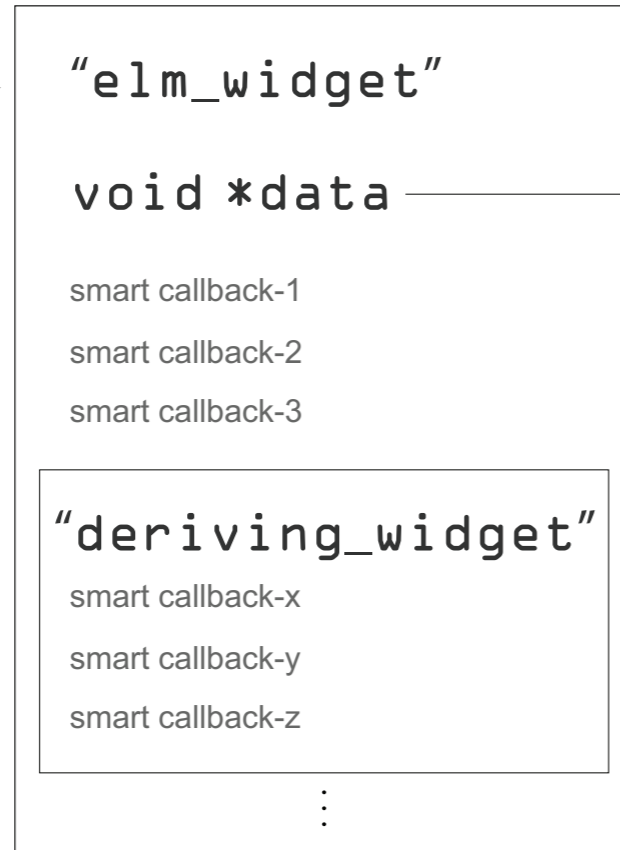 “elm_widget”
void *data
smart callback-1
smart callback-2
smart callback-3
“deriving_widget”
smart callback-x
smart callback-y
smart callback-z
⋮